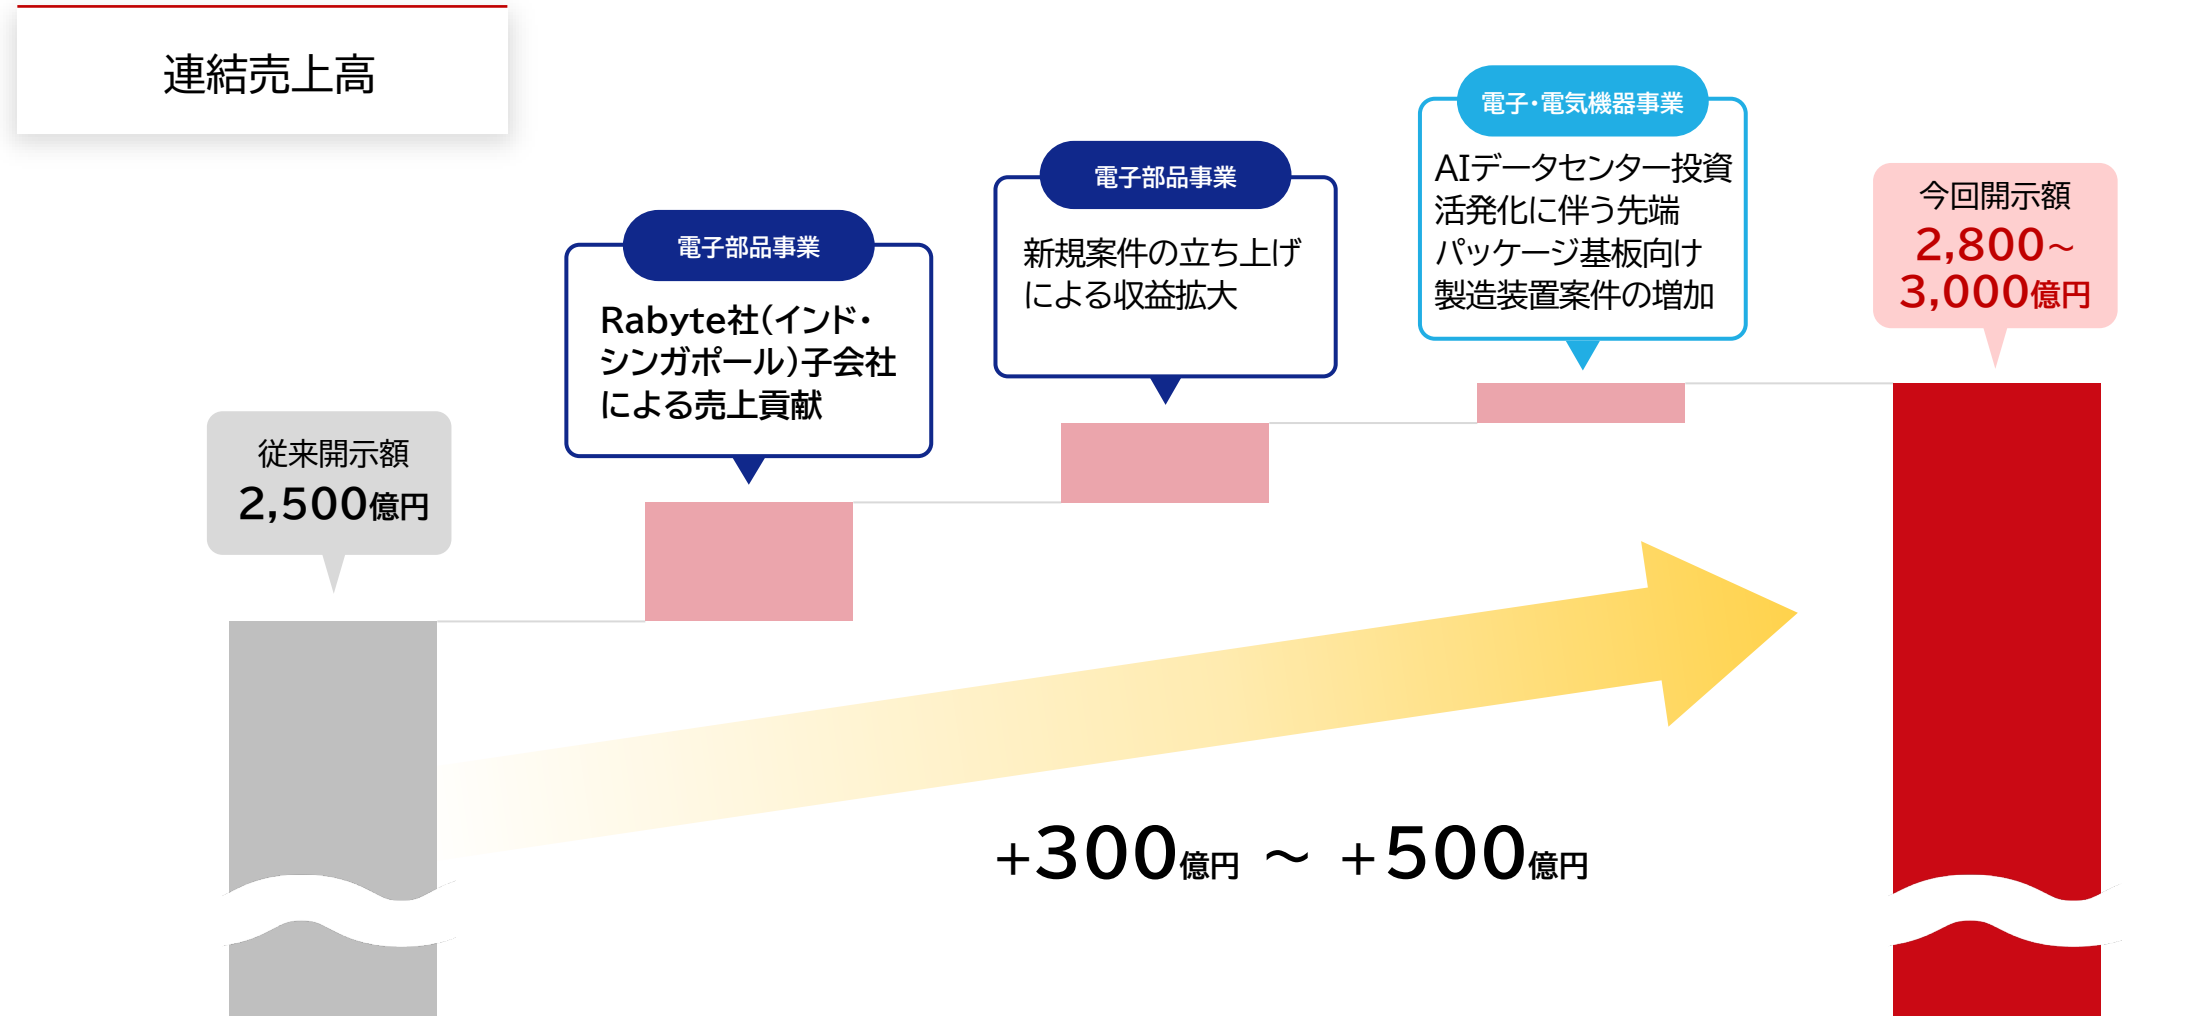 連結売上高
従来開示額
2,500億円
電子部品事業
Rabyte社(インド・
シンガポール)子会社
による売上貢献
電子部品事業
新規案件の立ち上げ
による収益拡大
電子・電気機器事業
AIデータセンター投資
活発化に伴う先端
パッケージ基板向け
製造装置案件の増加
今回開示額
2,800~
3,000億円
+300億円 ~ +500億円